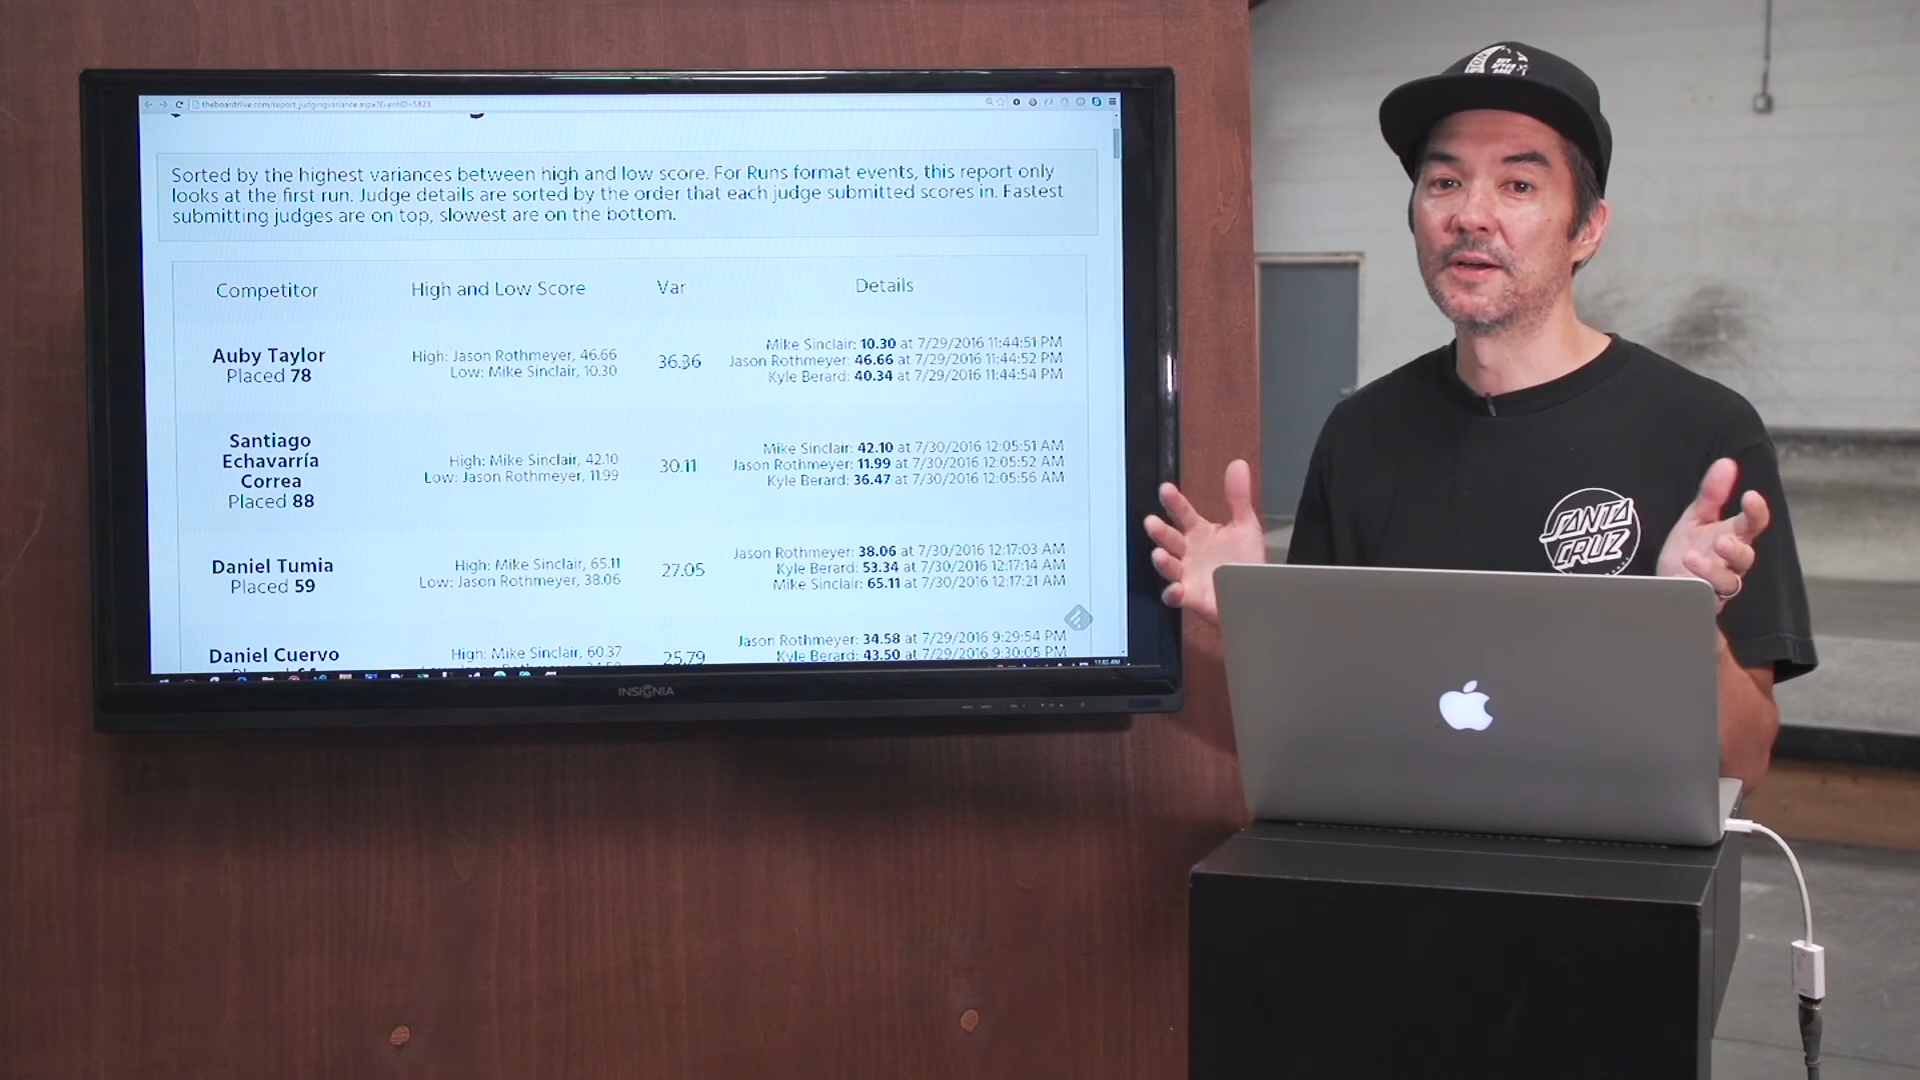 theboardrlive.com/report_judgingvariance.aspx?EventID=5823
Sorted by the highest variances between high and low score. For Runs format events, this report only
looks at the first run. Judge details are sorted by the order that each judge submitted scores in. Fastest
submitting judges are on top, slowest are on the bottom.
Competitor High and Low Score Var Details
Auby Taylor
Placed 78
High: Jason Rothmeyer, 46.66
Low: Mike Sinclair, 10.30
36.36
Mike Sinclair: 10.30 at 7/29/2016 11:44:51 PM
Jason Rothmeyer: 46.66 at 7/29/2016 11:44:52 PM
Kyle Berard: 40.34 at 7/29/2016 11:44:54 PM
Santiago
Echavarría
Correa
Placed 88
High: Mike Sinclair, 42.10
Low: Jason Rothmeyer, 11.99
30.11
Mike Sinclair: 42.10 at 7/30/2016 12:05:51 AM
Jason Rothmeyer: 11.99 at 7/30/2016 12:05:52 AM
Kyle Berard: 36.47 at 7/30/2016 12:05:56 AM
Daniel Tumia
Placed 59
High: Mike Sinclair, 65.11
Low: Jason Rothmeyer, 38.06
27.05
Jason Rothmeyer: 38.06 at 7/30/2016 12:17:03 AM
Kyle Berard: 53.34 at 7/30/2016 12:17:14 AM
Mike Sinclair: 65.11 at 7/30/2016 12:17:21 AM
Daniel Cuervo
High: Mike Sinclair, 60.37
25.79
Jason Rothmeyer: 34.58 at 7/29/2016 9:29:54 PM
Kyle Berard: 43.50 at 7/29/2016 9:30:05 PM
INSIGNIA
SANTA
CRUZ